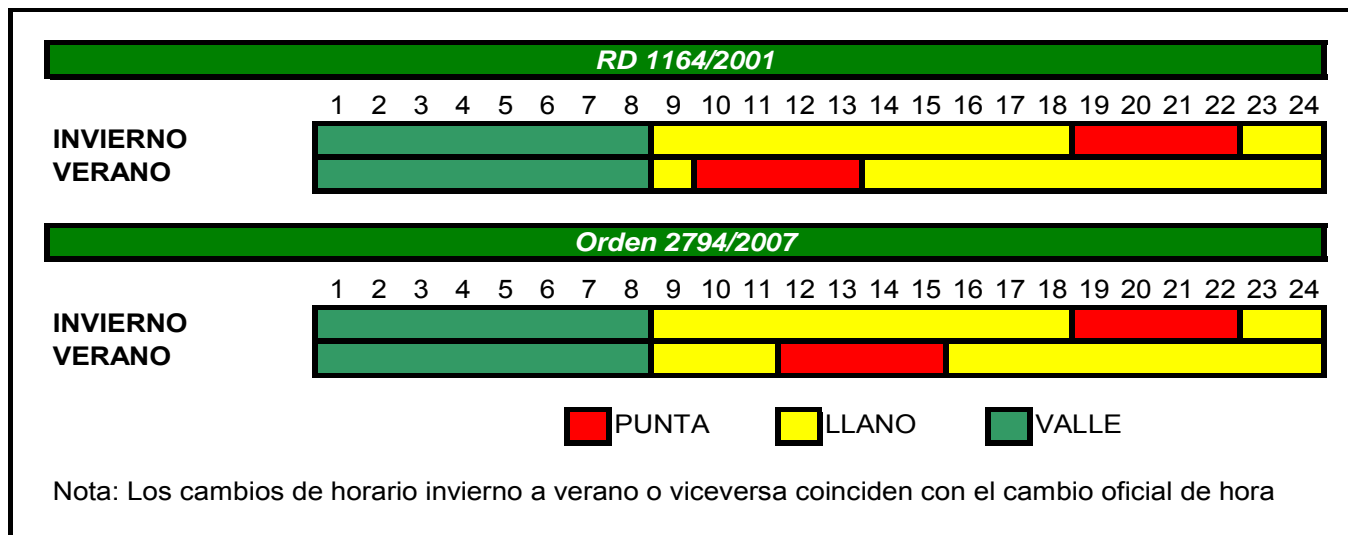 RD 1164/2001
1 2 3 4 5 6 7 8 9 10 11 12 13 14 15 16 17 18 19 20 21 22 23 24
INVIERNO
VERANO
Orden 2794/2007
1 2 3 4 5 6 7 8 9 10 11 12 13 14 15 16 17 18 19 20 21 22 23 24
INVIERNO
VERANO
PUNTA LLANO VALLE
Nota: Los cambios de horario invierno a verano o viceversa coinciden con el cambio oficial de hora